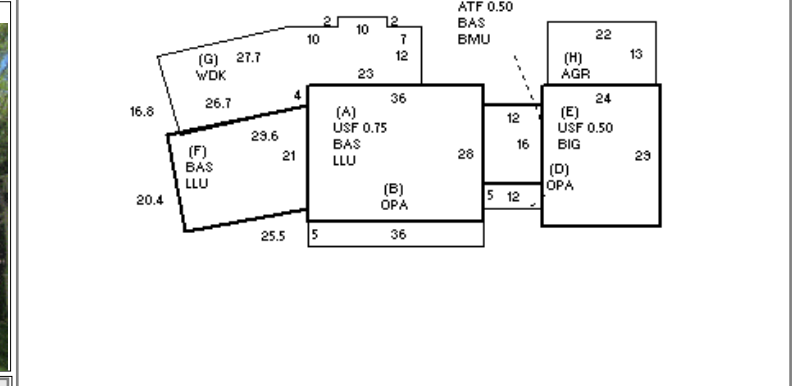 ATF 0.50
BAS
BMU
2
10
2
10
7
12
(G)
WDK
27.7
23
22
13
(H)
AGR
16.8
26.7
4
36
(A)
USF 0.75
BAS
LLU
28
12
16
24
(E)
USF 0.50
BIG
29
(F)
BAS
LLU
29.6
21
(B)
OPA
(D)
OPA
20.4
25.5
5
36
5
12